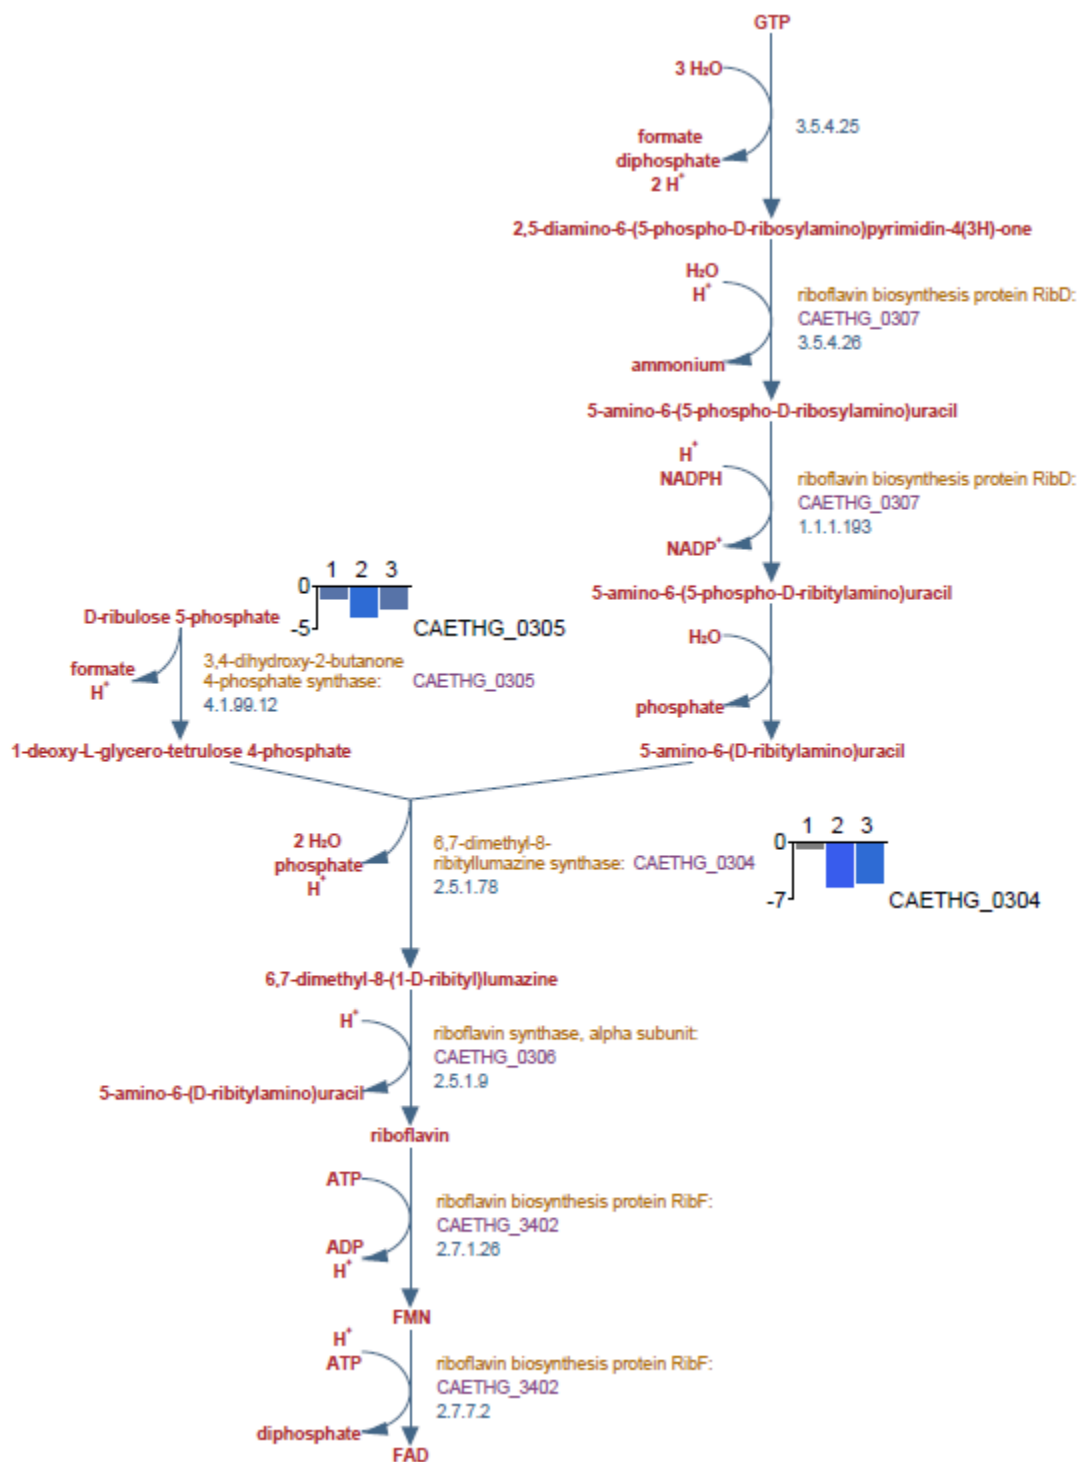 GTP
3 H₂O
3.5.4.25
formate
diphosphate
2 H⁺
2,5-diamino-6-(5-phospho-D-ribosylamino)pyrimidin-4(3H)-one
H₂O
H⁺
riboflavin biosynthesis protein RibD:
CAETHG_0307
3.5.4.26
ammonium
5-amino-6-(5-phospho-D-ribosylamino)uracil
H⁺
NADPH
riboflavin biosynthesis protein RibD:
CAETHG_0307
1.1.1.193
NADP⁺
5-amino-6-(5-phospho-D-ribitylamino)uracil
1 2 3
0
-5
CAETHG_0305
D-ribulose 5-phosphate
formate
H⁺
3,4-dihydroxy-2-butanone
4-phosphate synthase: CAETHG_0305
4.1.99.12
H₂O
phosphate
1-deoxy-L-glycero-tetrulose 4-phosphate
5-amino-6-(D-ribitylamino)uracil
2 H₂O
phosphate
H⁺
6,7-dimethyl-8-
ribityllumazine synthase: CAETHG_0304
2.5.1.78
1 2 3
0
-7
CAETHG_0304
6,7-dimethyl-8-(1-D-ribityl)lumazine
H⁺
riboflavin synthase, alpha subunit:
CAETHG_0306
2.5.1.9
5-amino-6-(D-ribitylamino)uracil
riboflavin
ATP
riboflavin biosynthesis protein RibF:
CAETHG_3402
2.7.1.26
ADP
H⁺
FMN
H⁺
ATP
riboflavin biosynthesis protein RibF:
CAETHG_3402
2.7.7.2
diphosphate
FAD